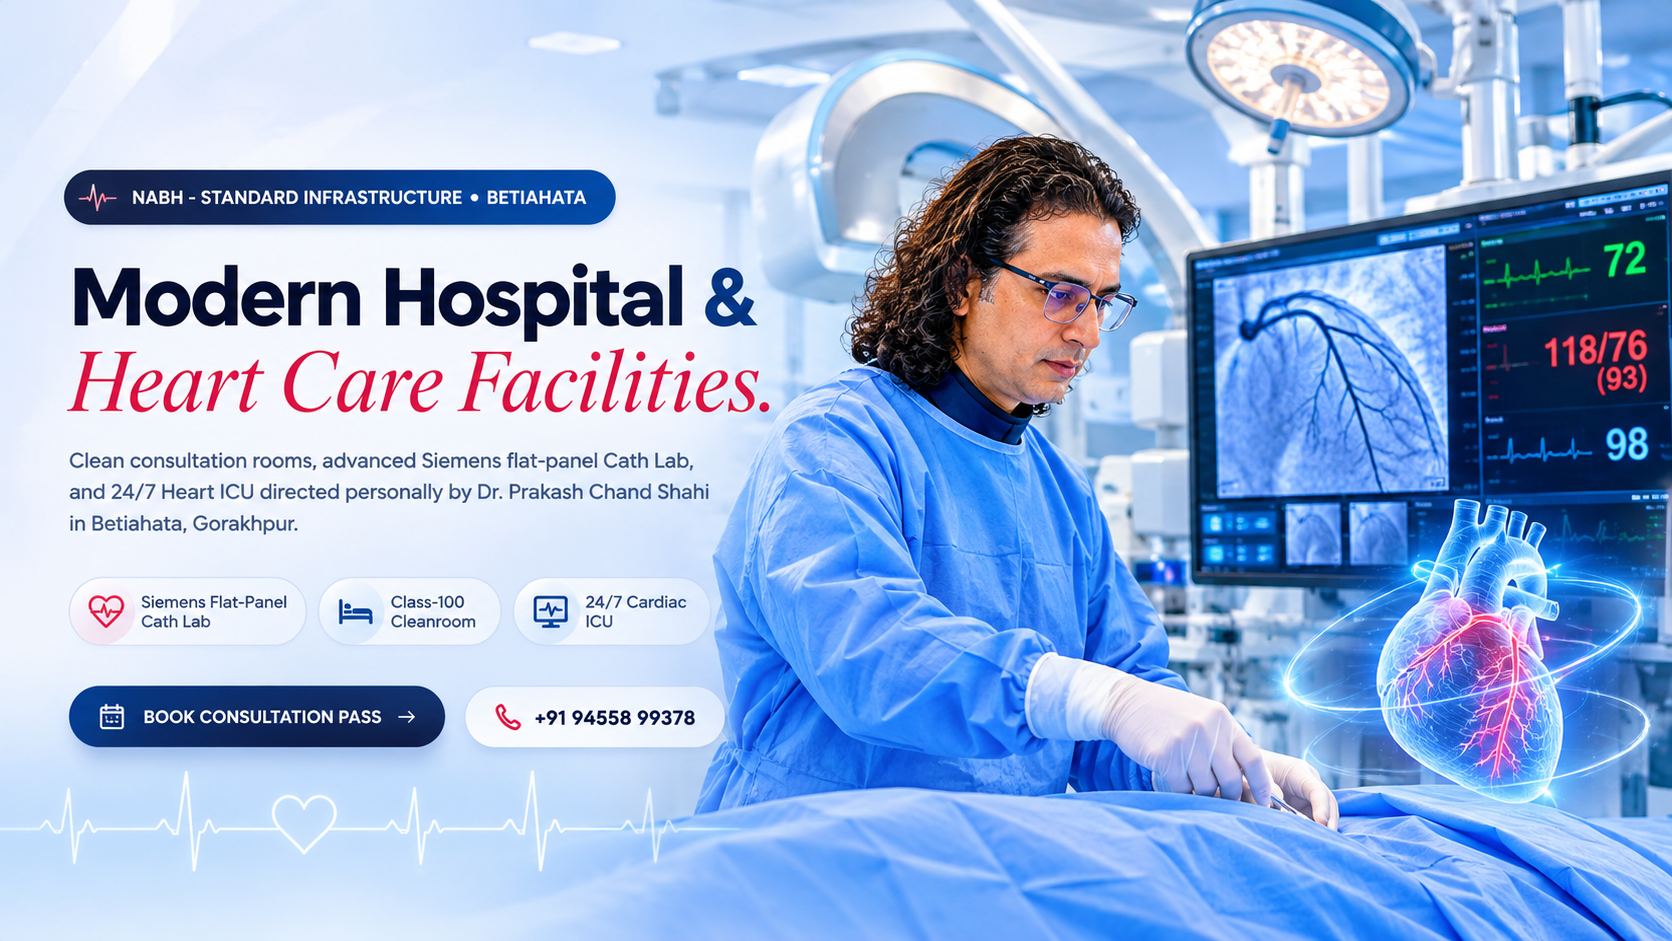 NABH - STANDARD INFRASTRUCTURE • BETIAHATA
Modern Hospital &
Heart Care Facilities.
Clean consultation rooms, advanced Siemens flat-panel Cath Lab,
and 24/7 Heart ICU directed personally by Dr. Prakash Chand Shahi
in Betiahata, Gorakhpur.
Siemens Flat-Panel
Cath Lab
Class-100
Cleanroom
24/7 Cardiac
ICU
BOOK CONSULTATION PASS →
+91 94558 99378
72
118/76
(93)
98